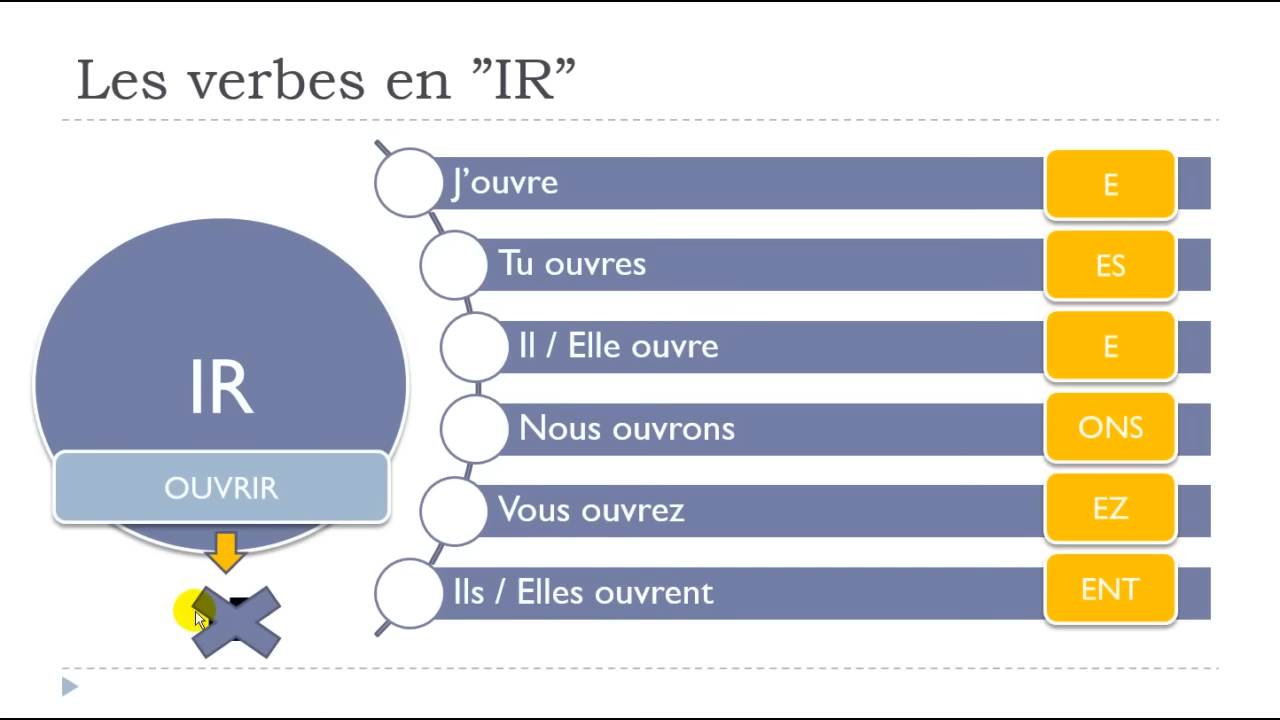 Les verbes en ”IR”
J’ouvre
E
Tu ouvres
ES
Il / Elle ouvre
E
IR
Nous ouvrons
ONS
OUVRIR
Vous ouvrez
EZ
Ils / Elles ouvrent
ENT